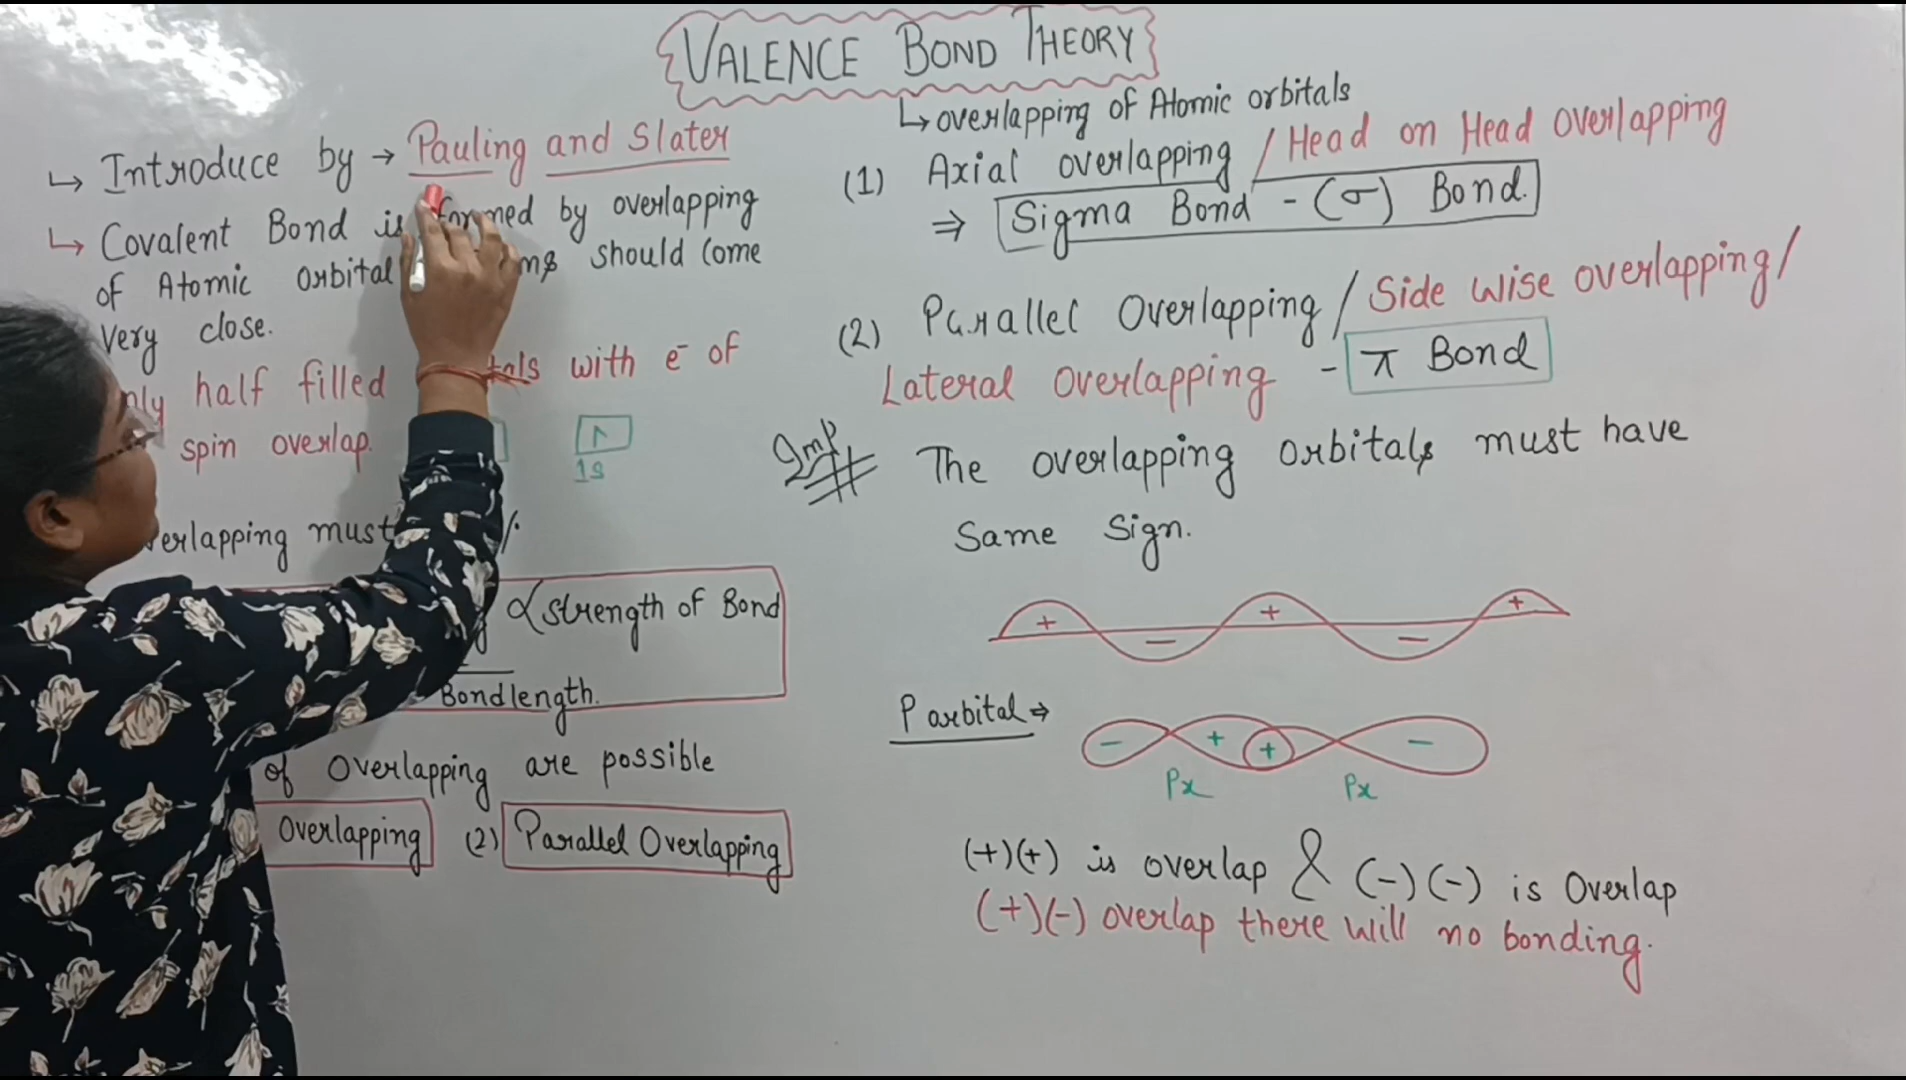 VALENCE BOND THEORY
↳ Introduce by → Pauling and Slater
↳ Covalent Bond is formed by overlapping
of Atomic orbital should Come
Very close.
half filled with e⁻ of
spin overlap.
1s
must
∝ strength of Bond
Bond length.
of Overlapping are possible
Overlapping (2) Parallel Overlapping
↳ overlapping of Atomic orbitals
(1) Axial overlapping / Head on Head overlapping
⇒ Sigma Bond - (σ) Bond.
(2) Parallel Overlapping / Side wise overlapping /
Lateral Overlapping - π Bond
Imp # The overlapping orbitals must have
Same Sign.
+ − + − +
P orbital ⇒ − + + −
Px Px
(+)(+) is overlap & (-)(-) is Overlap
(+)(-) overlap there will no bonding.